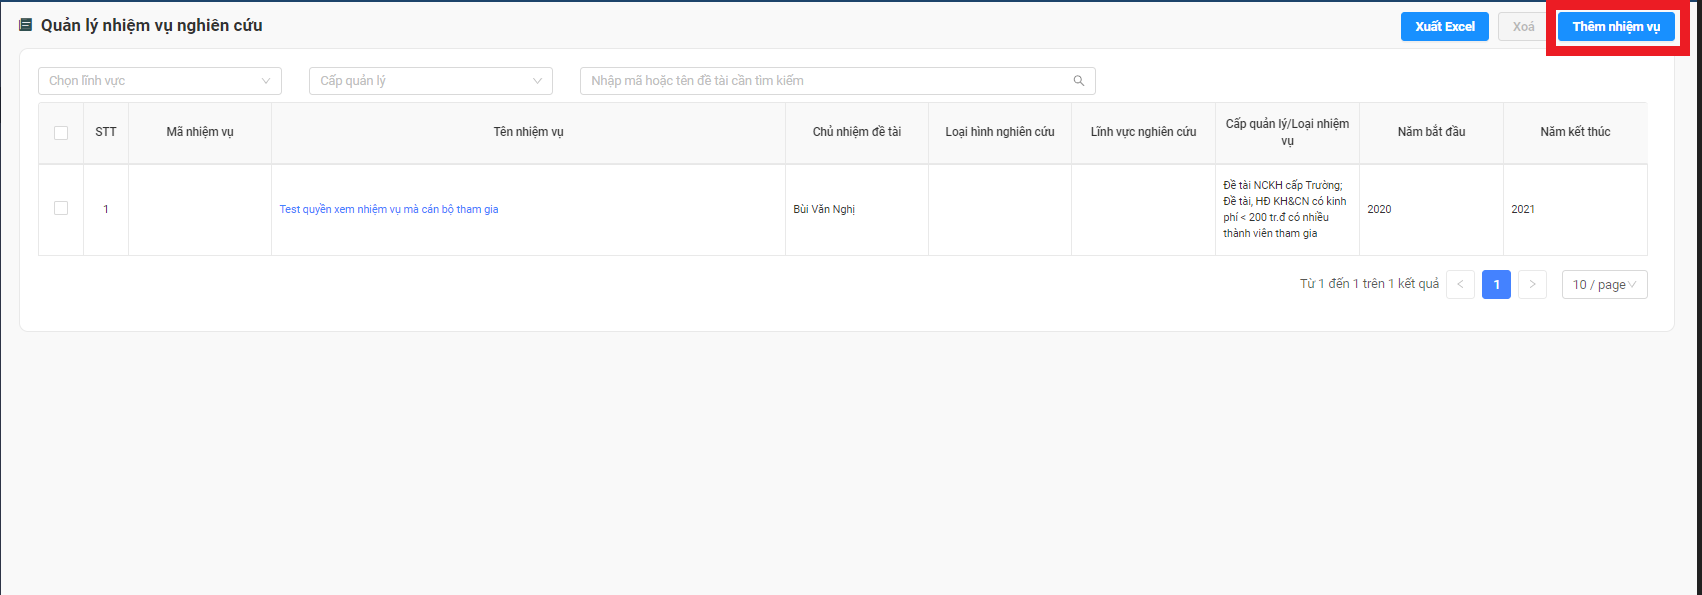 Quản lý nhiệm vụ nghiên cứu
Xuất Excel
Xoá
Thêm nhiệm vụ
Chọn lĩnh vực
Cấp quản lý
Nhập mã hoặc tên đề tài cần tìm kiếm
STT
Mã nhiệm vụ
Tên nhiệm vụ
Chủ nhiệm đề tài
Loại hình nghiên cứu
Lĩnh vực nghiên cứu
Cấp quản lý/Loại nhiệm
vụ
Năm bắt đầu
Năm kết thúc
1
Test quyền xem nhiệm vụ mà cán bộ tham gia
Bùi Văn Nghị
Đề tài NCKH cấp Trường;
Đề tài, HĐ KH&CN có kinh
phí < 200 tr.đ có nhiều
thành viên tham gia
2020
2021
Từ 1 đến 1 trên 1 kết quả
<
1
>
10 / page